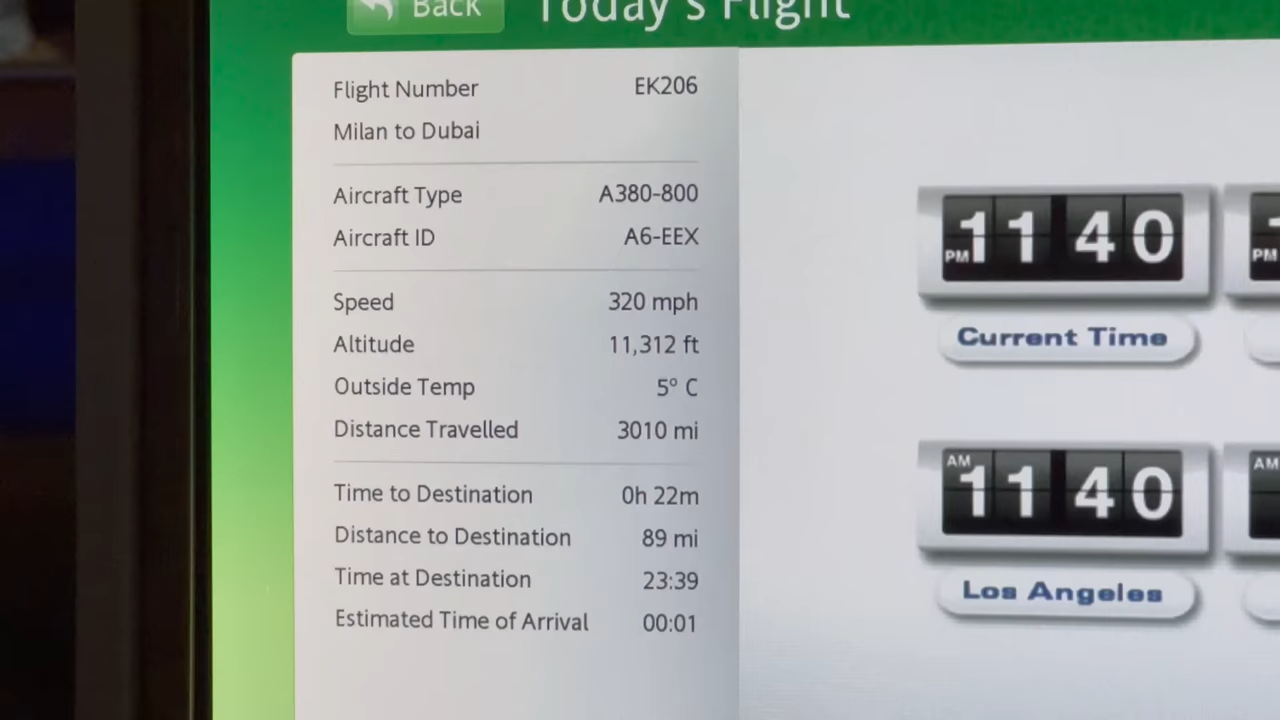 Back Today's Flight
Flight Number EK206
Milan to Dubai
Aircraft Type A380-800
Aircraft ID A6-EEX
Speed 320 mph
Altitude 11,312 ft
Outside Temp 5° C
Distance Travelled 3010 mi
Time to Destination 0h 22m
Distance to Destination 89 mi
Time at Destination 23:39
Estimated Time of Arrival 00:01
PM 11 40
PM
Current Time
AM 11 40
AM
Los Angeles